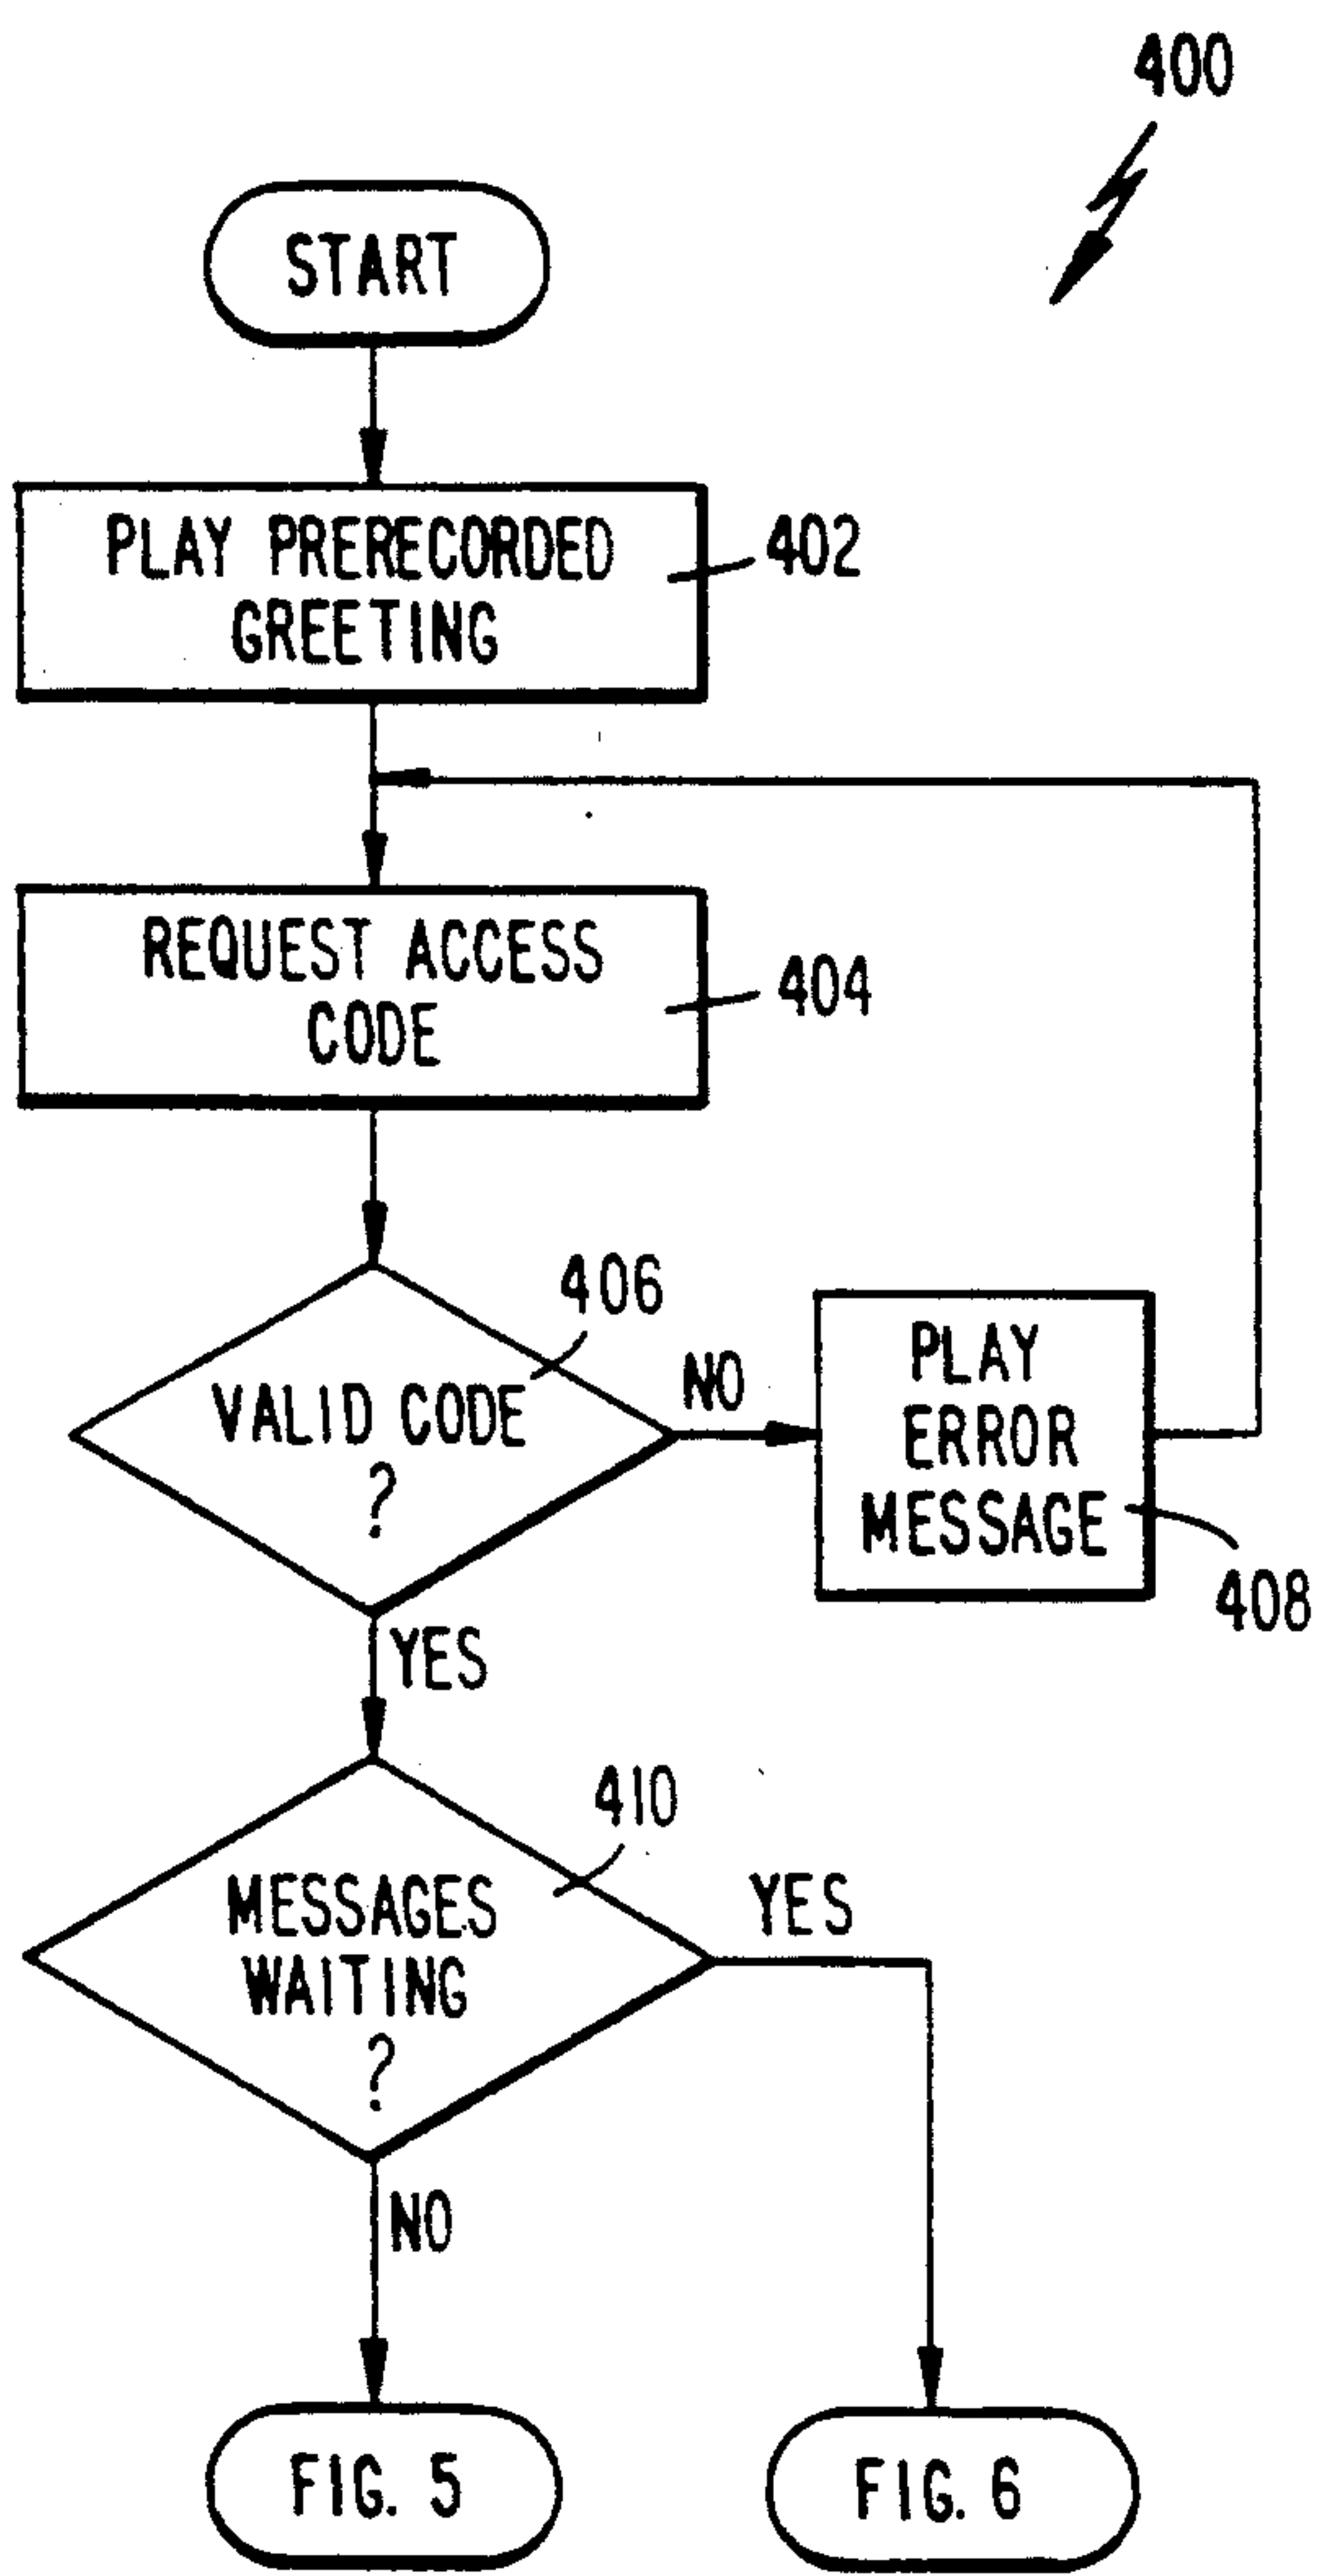 400
START
PLAY PRERECORDED
GREETING
402
REQUEST ACCESS
CODE
404
406
VALID CODE
?
NO
PLAY
ERROR
MESSAGE
408
YES
410
MESSAGES
WAITING
?
YES
NO
FIG. 5
FIG. 6